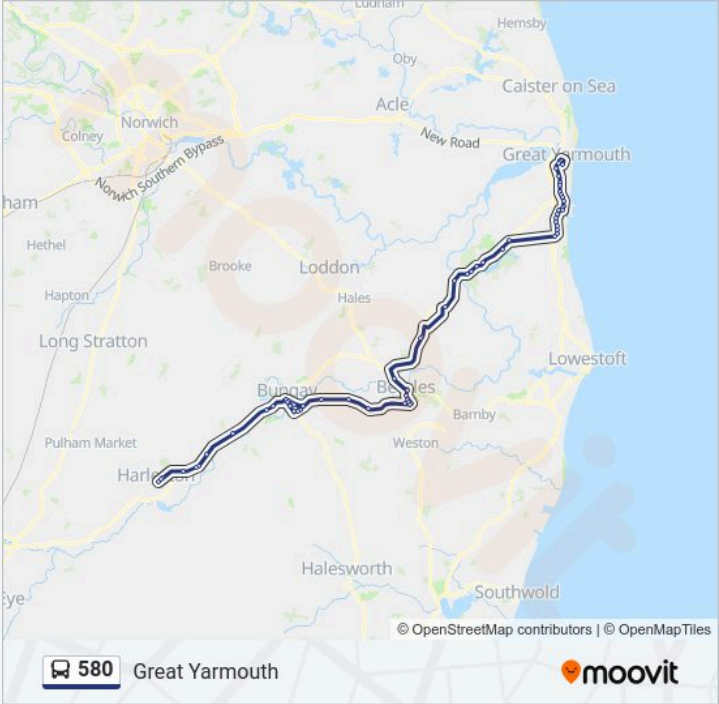 Ludham
Hemsby
Oby
Caister on Sea
Acle
Norwich
Colney
New Road
Great Yarmouth
Norwich Southern Bypass
ham
Hethel
Brooke
Loddon
Hapton
Hales
Long Stratton
Lowestoft
Bungay
Beccles
Barnby
Pulham Market
Weston
Harleston
Halesworth
Eye
Southwold
© OpenStreetMap contributors | © OpenMapTiles
580 Great Yarmouth
moovit